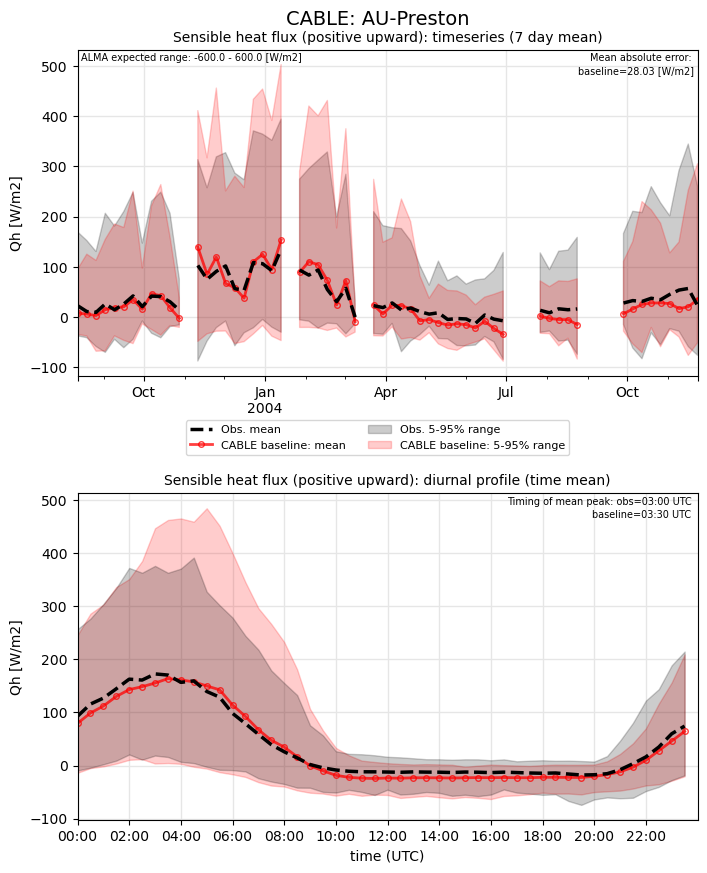 CABLE: AU-Preston
Sensible heat flux (positive upward): timeseries (7 day mean)
ALMA expected range: -600.0 - 600.0 [W/m2]
Mean absolute error:
baseline=28.03 [W/m2]
500
400
300
200
100
0
−100
Qh [W/m2]
Oct
Jan
2004
Apr
Jul
Oct
Obs. mean
CABLE baseline: mean
Obs. 5-95% range
CABLE baseline: 5-95% range
Sensible heat flux (positive upward): diurnal profile (time mean)
Timing of mean peak: obs=03:00 UTC
baseline=03:30 UTC
500
400
300
200
100
0
−100
Qh [W/m2]
00:00 02:00 04:00 06:00 08:00 10:00 12:00 14:00 16:00 18:00 20:00 22:00
time (UTC)